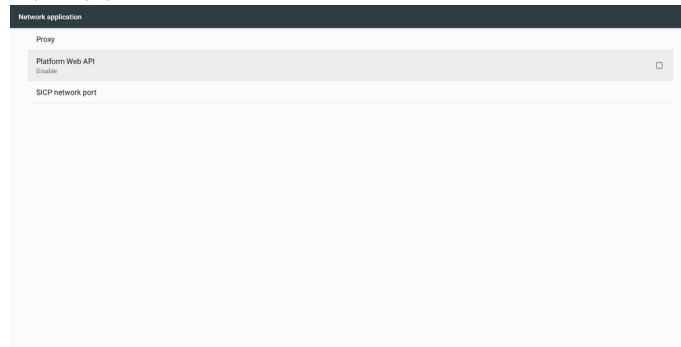 Network application
Proxy
Platform Web API
Disable
SICP network port